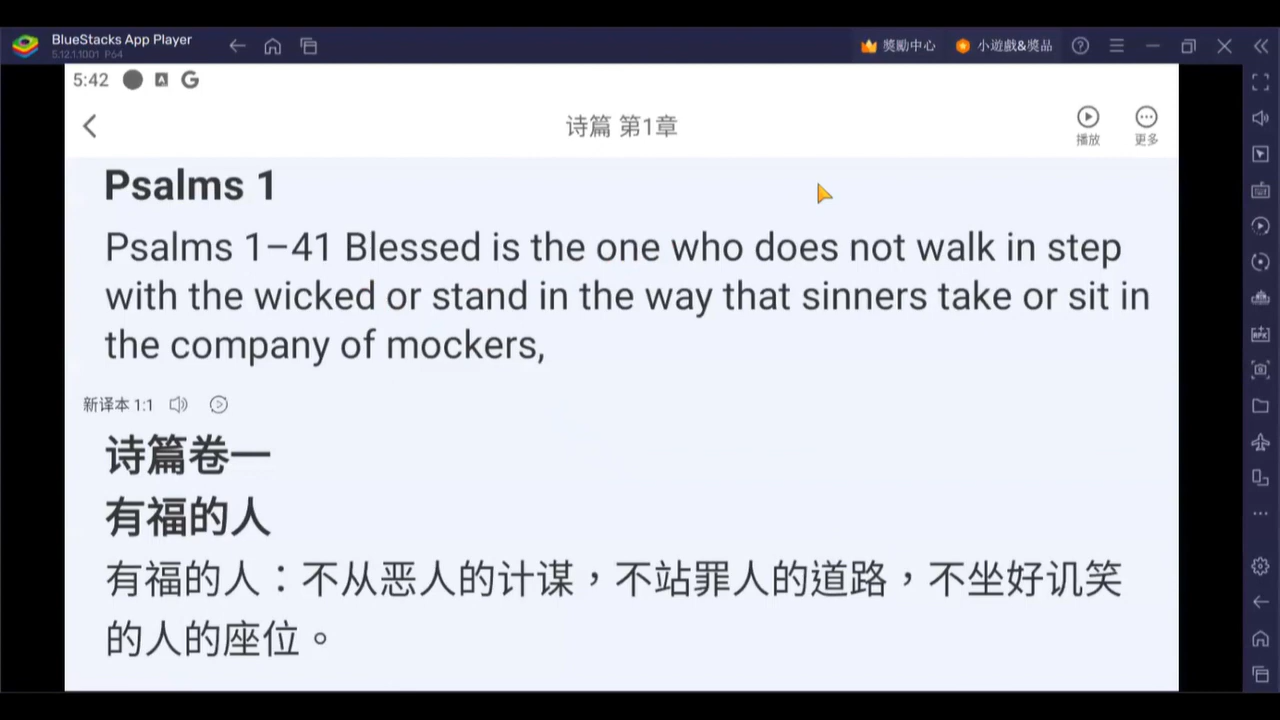 BlueStacks App Player
5.12.1.1001 P64
獎勵中心
小遊戲&獎品
5:42
诗篇 第1章
播放
更多
Psalms 1
Psalms 1–41 Blessed is the one who does not walk in step
with the wicked or stand in the way that sinners take or sit in
the company of mockers,
新译本 1:1
诗篇卷一
有福的人
有福的人：不从恶人的计谋，不站罪人的道路，不坐好讥笑
的人的座位。